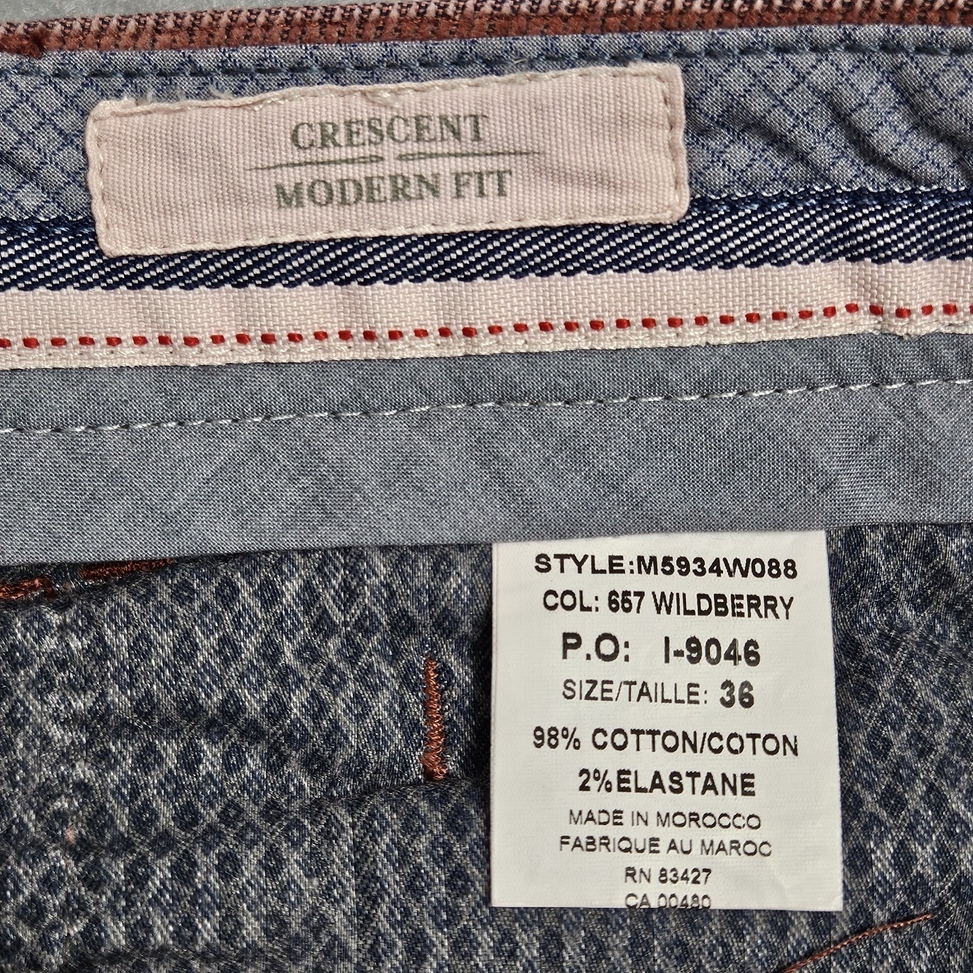 CRESCENT
MODERN FIT
STYLE:M5934W088
COL: 657 WILDBERRY
P.O: I-9046
SIZE/TAILLE: 36
98% COTTON/COTON
2%ELASTANE
MADE IN MOROCCO
FABRIQUE AU MAROC
RN 83427
CA 00480